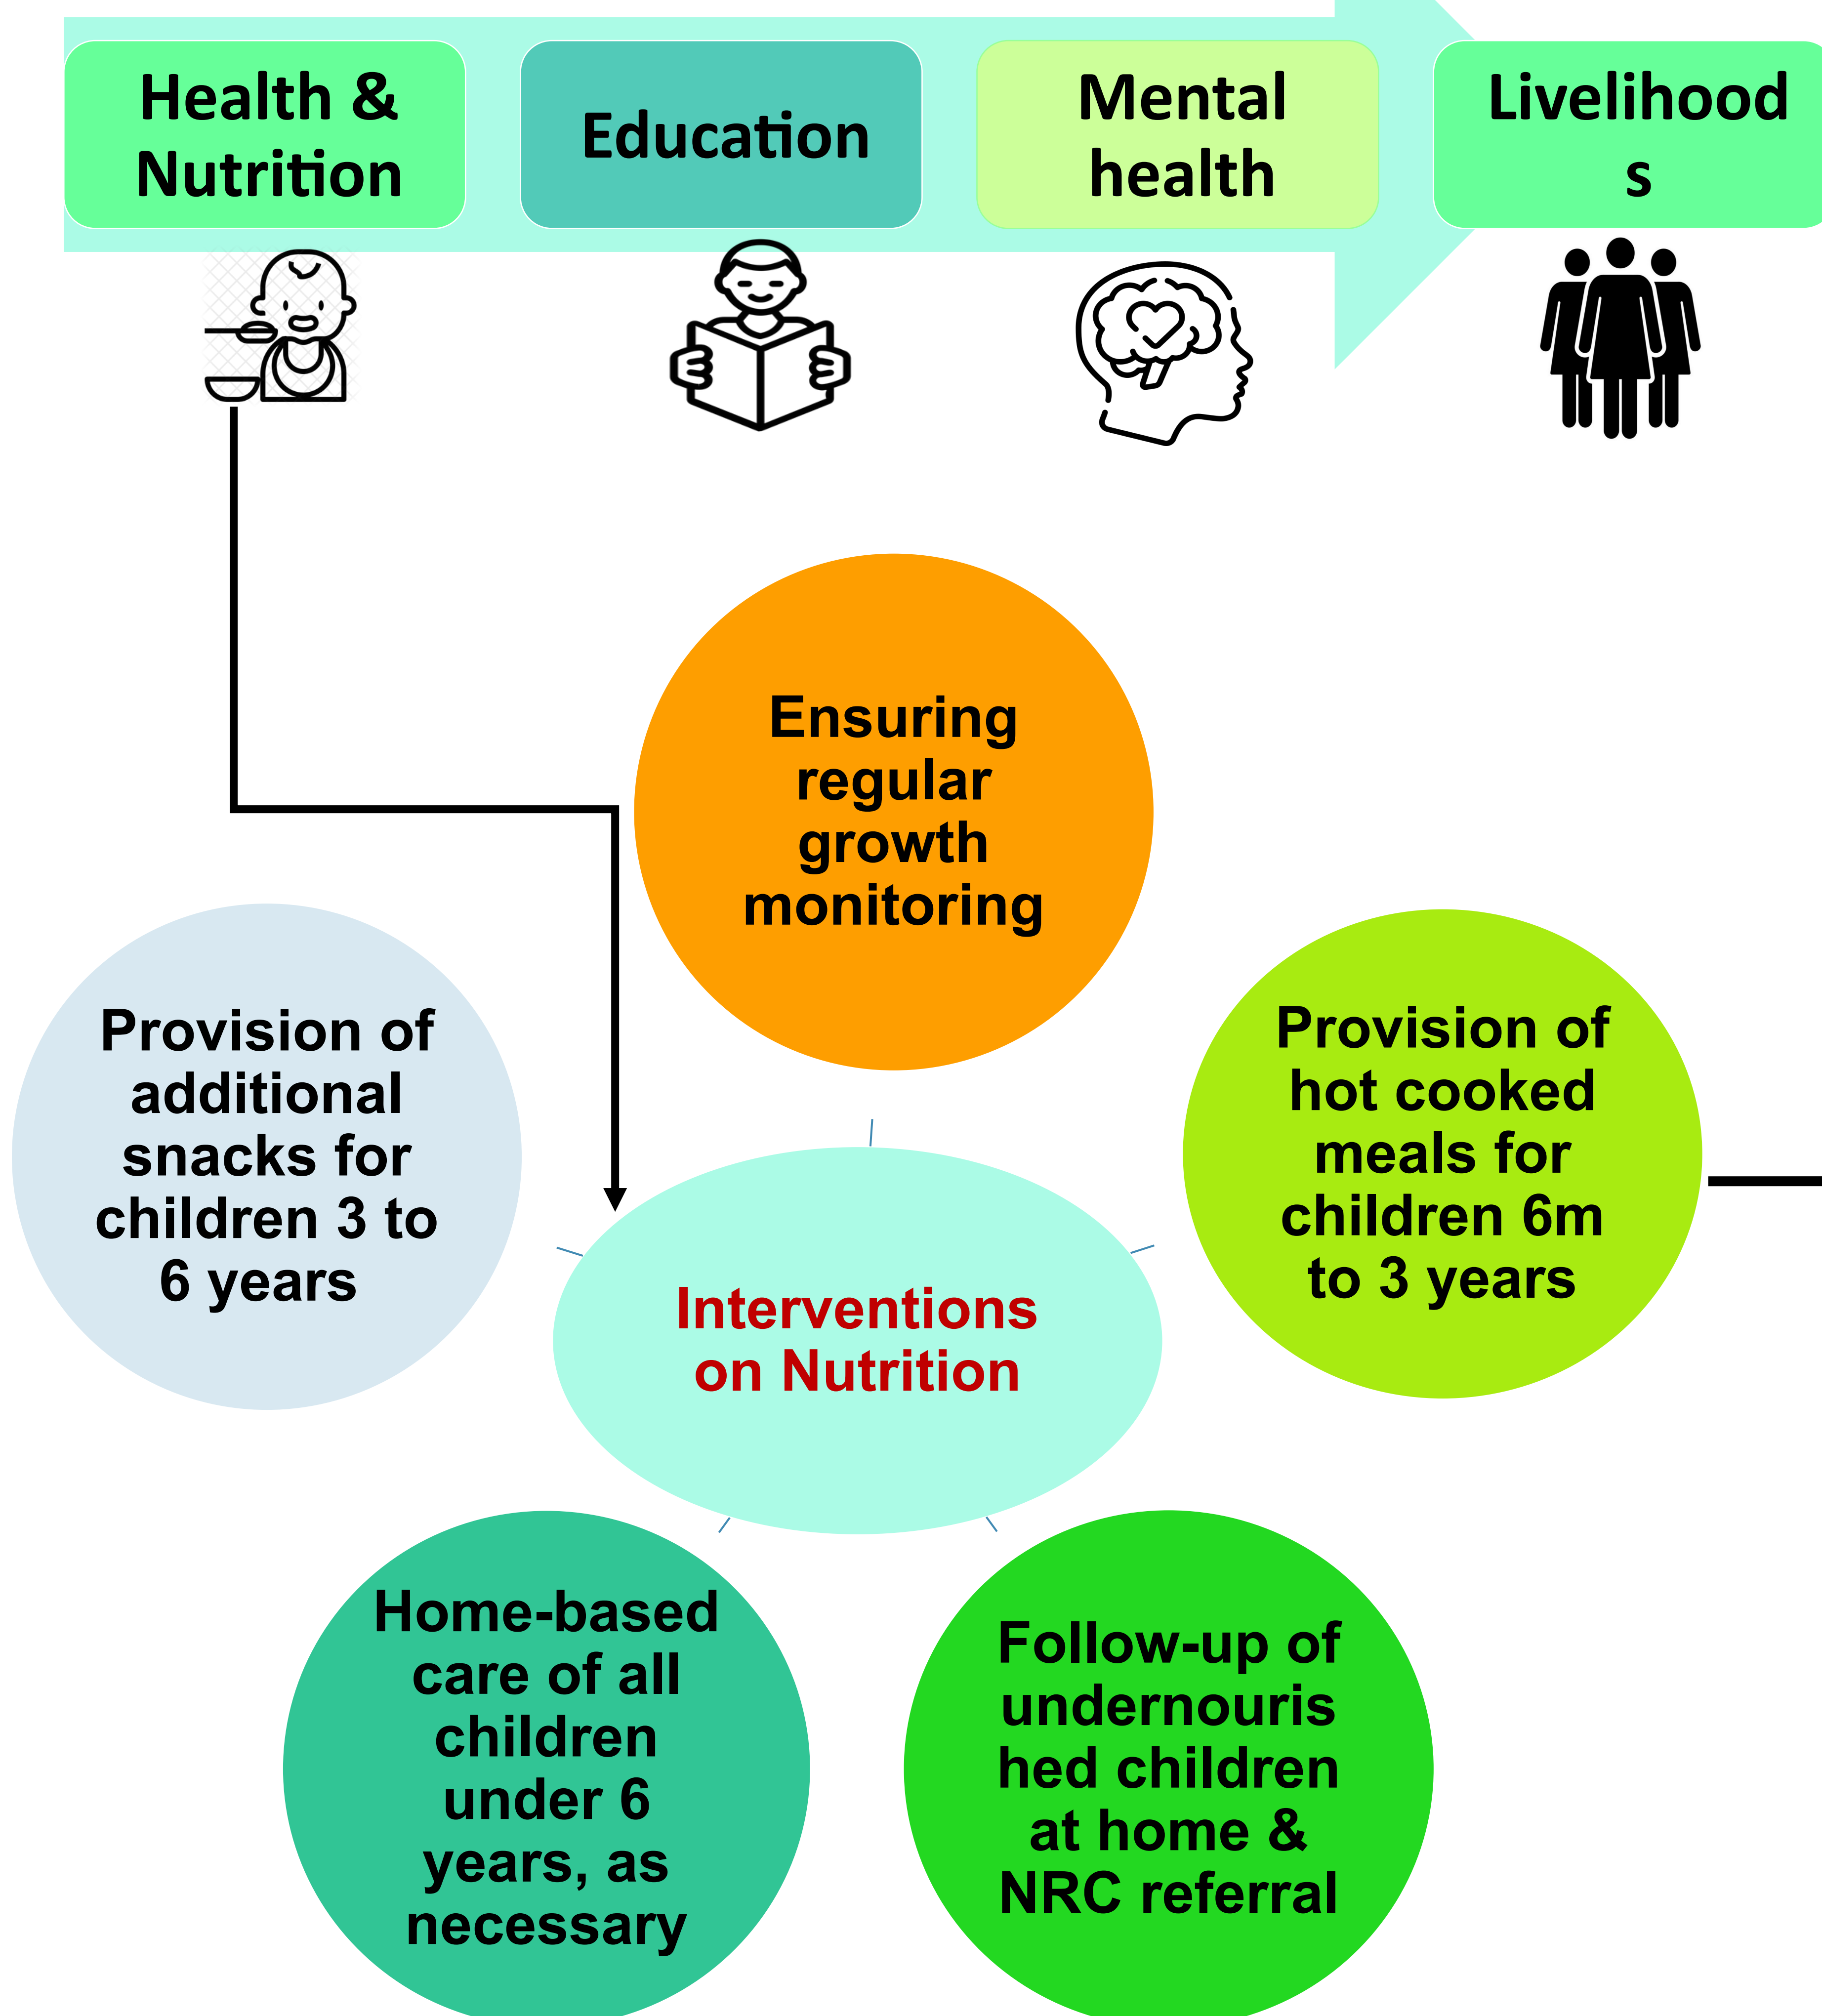 Health &
Nutrition
Education
Mental
health
Livelihood
s
Ensuring
regular
growth
monitoring
Provision of
additional
snacks for
children 3 to
6 years
Provision of
hot cooked
meals for
children 6m
to 3 years
Interventions
on Nutrition
Home-based
care of all
children
under 6
years, as
necessary
Follow-up of
undernouris
hed children
at home &
NRC referral